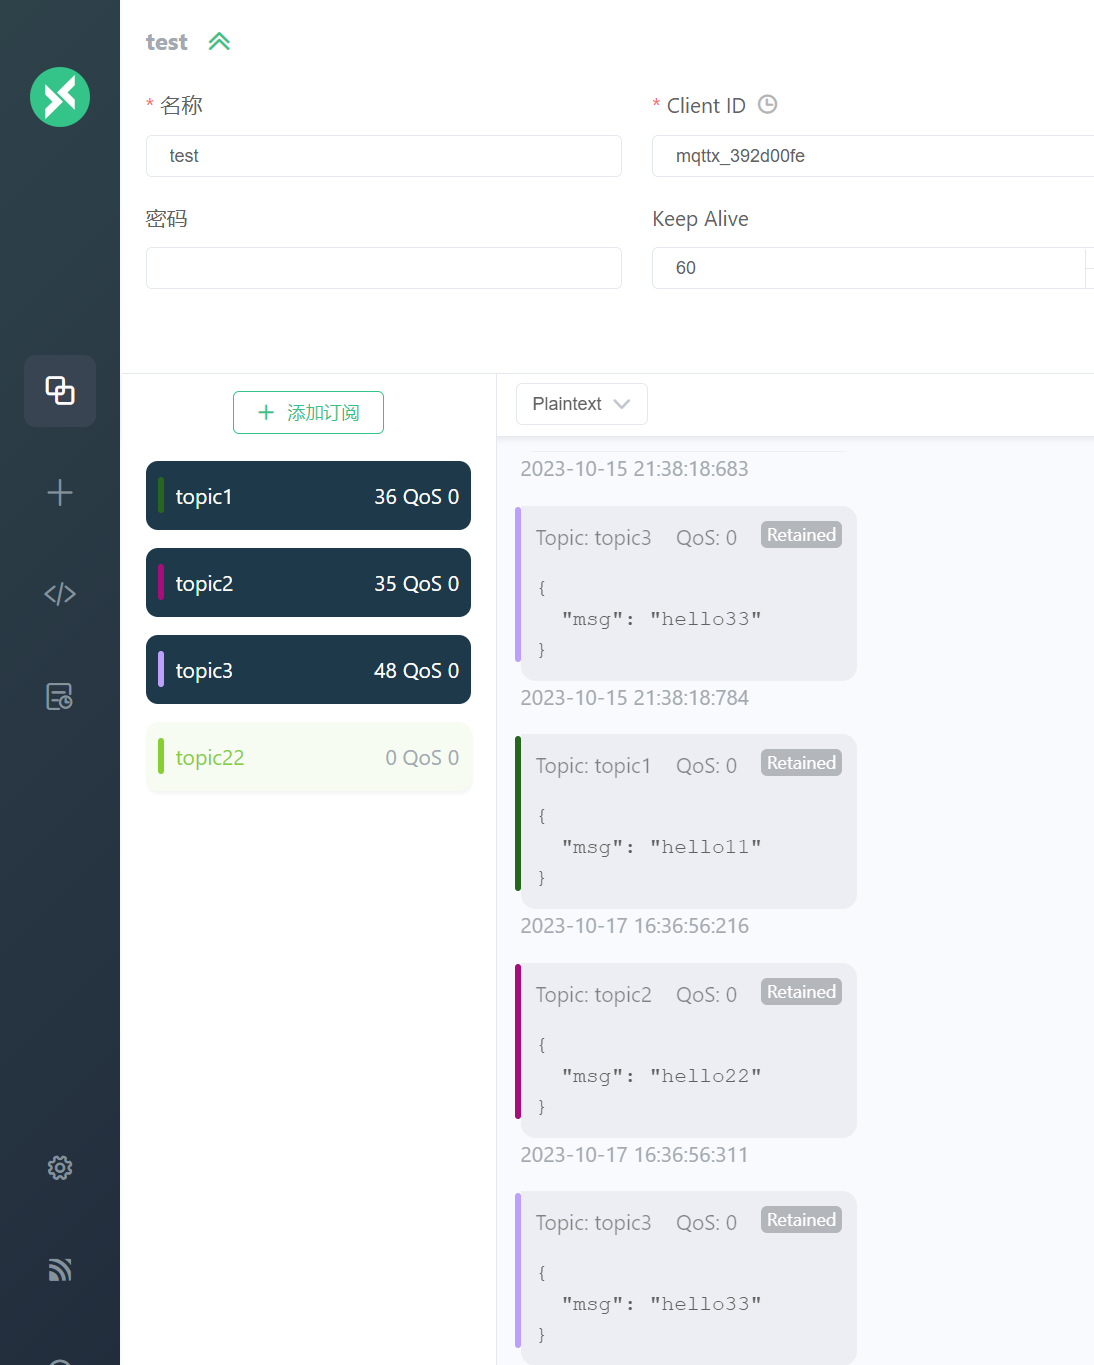 test
* 名称
* Client ID
test
mqttx_392d00fe
密码
Keep Alive
60
添加订阅
topic1 36 QoS 0
topic2 35 QoS 0
topic3 48 QoS 0
topic22 0 QoS 0
Plaintext
2023-10-15 21:38:18:683
Topic: topic3 QoS: 0 Retained
{
"msg": "hello33"
}
2023-10-15 21:38:18:784
Topic: topic1 QoS: 0 Retained
{
"msg": "hello11"
}
2023-10-17 16:36:56:216
Topic: topic2 QoS: 0 Retained
{
"msg": "hello22"
}
2023-10-17 16:36:56:311
Topic: topic3 QoS: 0 Retained
{
"msg": "hello33"
}